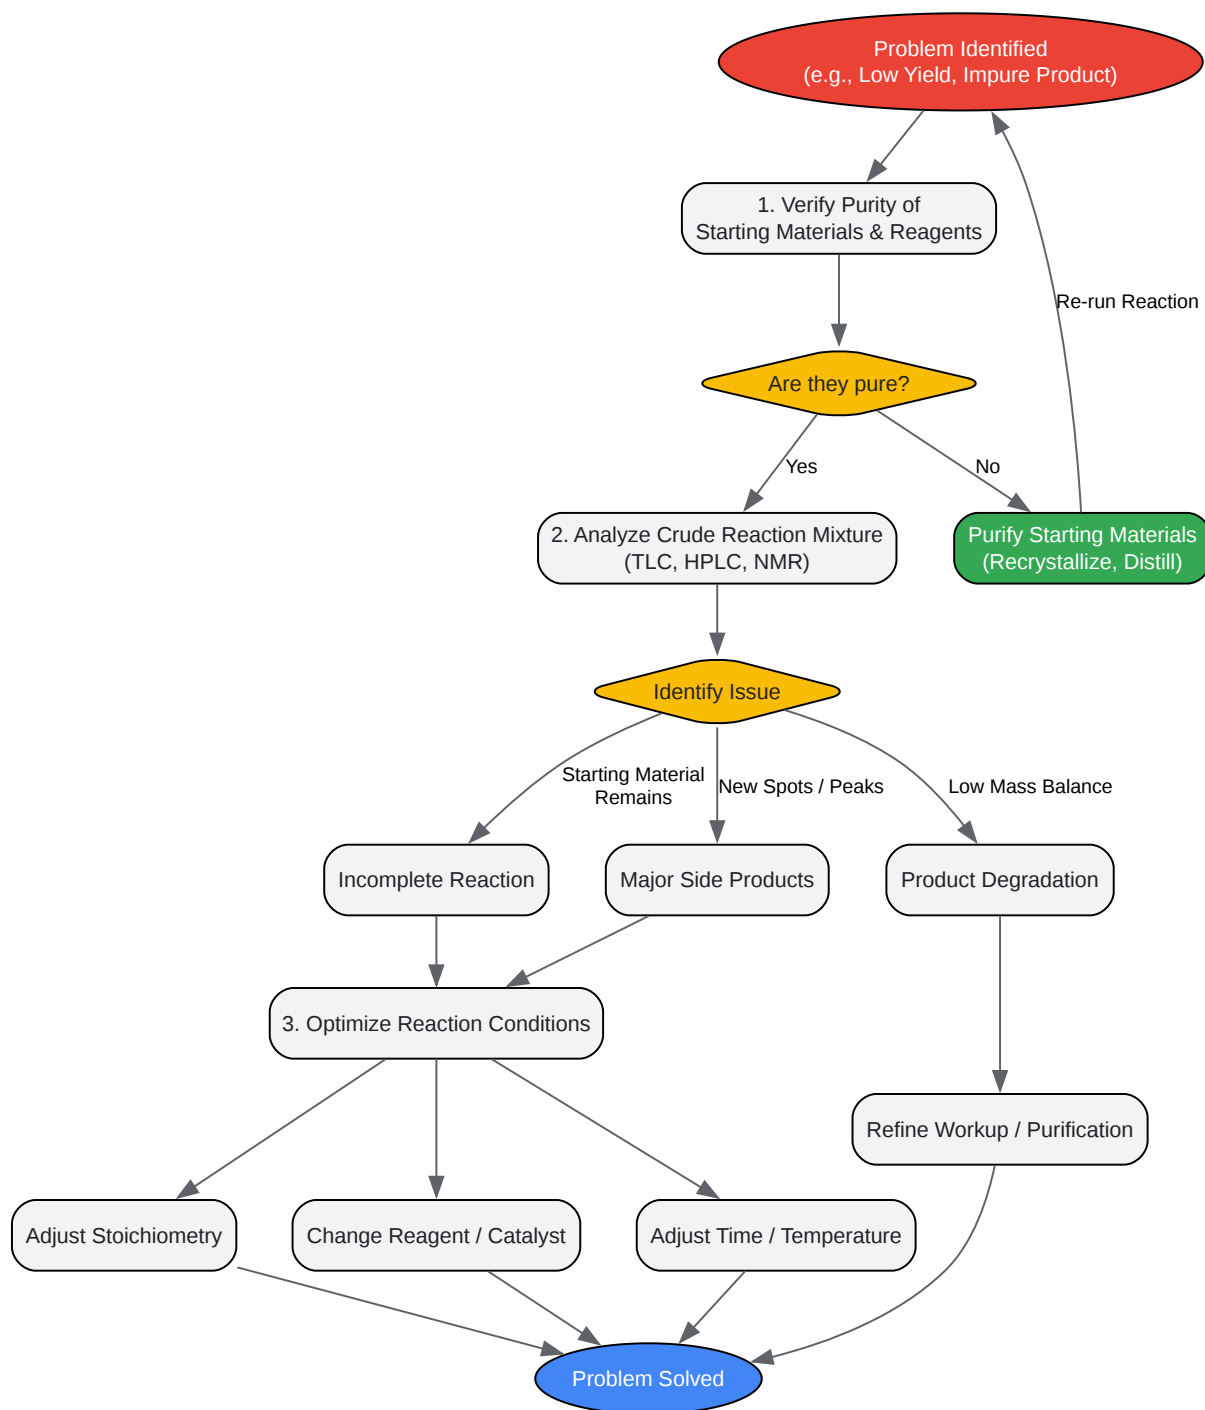 Problem Identified
(e.g., Low Yield, Impure Product)
1. Verify Purity of
Starting Materials & Reagents
Re-run Reaction
Are they pure?
Yes
No
2. Analyze Crude Reaction Mixture
(TLC, HPLC, NMR)
Purify Starting Materials
(Recrystallize, Distill)
Identify Issue
Starting Material
Remains
New Spots / Peaks
Low Mass Balance
Incomplete Reaction
Major Side Products
Product Degradation
3. Optimize Reaction Conditions
Refine Workup / Purification
Adjust Stoichiometry
Change Reagent / Catalyst
Adjust Time / Temperature
Problem Solved